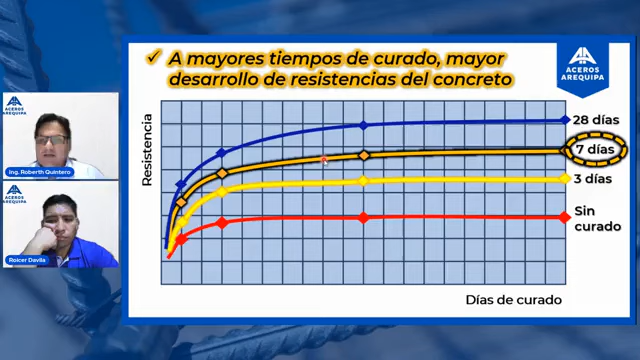 ✓ A mayores tiempos de curado, mayor
desarrollo de resistencias del concreto
ACEROS
AREQUIPA
ACEROS
AREQUIPA
Ing. Roberth Quintero
ACEROS
AREQUIPA
Roicer Davila
Resistencia
28 días
7 días
3 días
Sin
curado
Días de curado